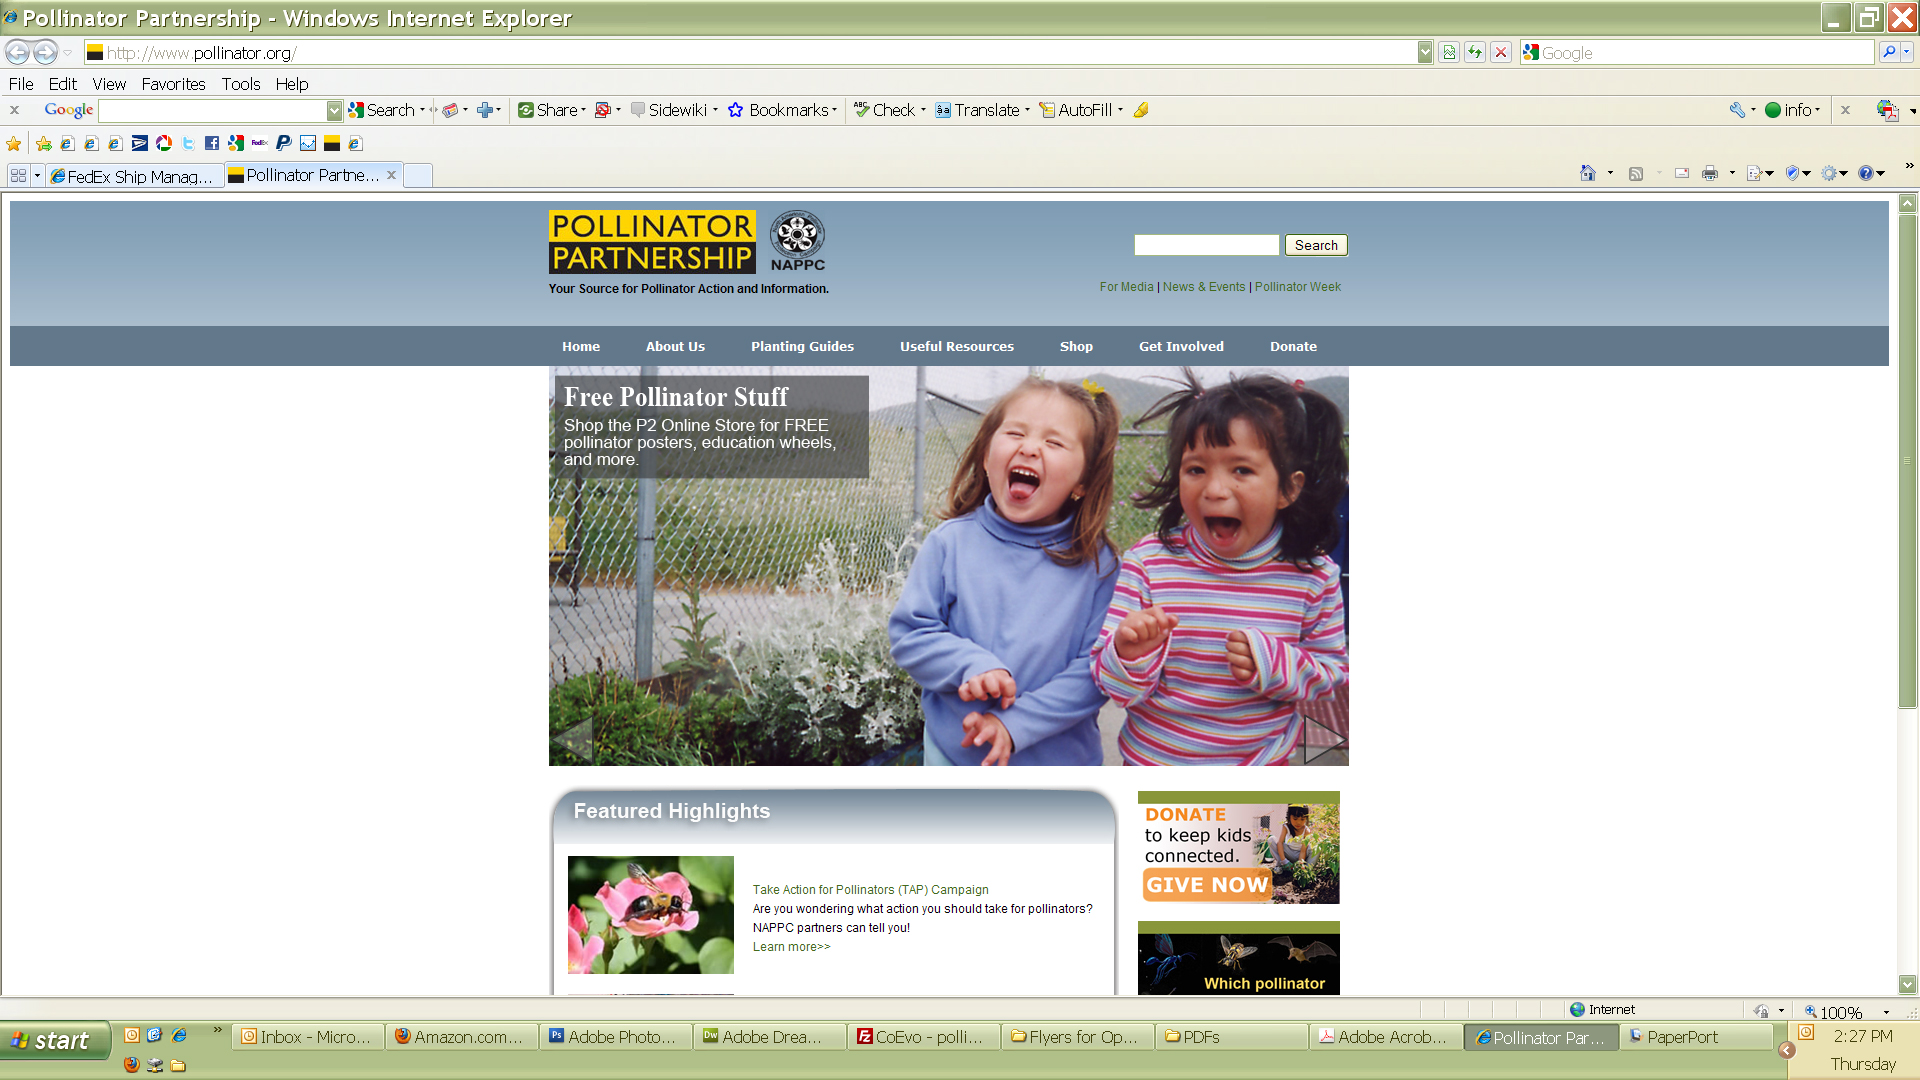 Pollinator Partnership - Windows Internet Explorer
http://www.pollinator.org/
Google
File Edit View Favorites Tools Help
Google Search Share Sidewiki Bookmarks Check Translate AutoFill info
FedEx Ship Manag... Pollinator Partne...
POLLINATOR
PARTNERSHIP
NAPPC
Your Source for Pollinator Action and Information.
Search
For Media | News & Events | Pollinator Week
Home About Us Planting Guides Useful Resources Shop Get Involved Donate
Free Pollinator Stuff
Shop the P2 Online Store for FREE
pollinator posters, education wheels,
and more.
Featured Highlights
Take Action for Pollinators (TAP) Campaign
Are you wondering what action you should take for pollinators?
NAPPC partners can tell you!
Learn more>>
DONATE
to keep kids
connected.
GIVE NOW
Which pollinator
Internet
100%
start
Inbox - Micro... Amazon.com... Adobe Photo... Adobe Drea... CoEvo - polli... Flyers for Op... PDFs Adobe Acrob... Pollinator Par... PaperPort
2:27 PM
Thursday